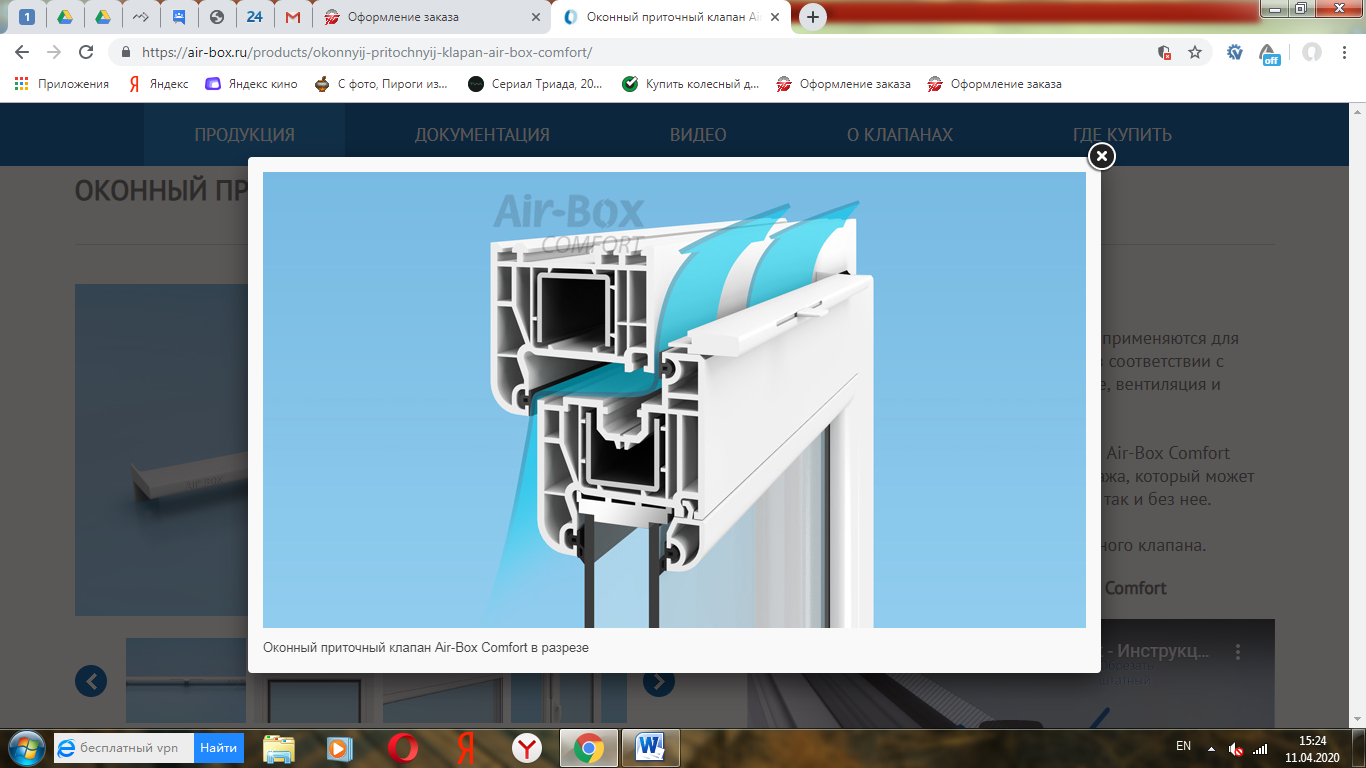 1
24
Оформление заказа
Оконный приточный клапан Air
https://air-box.ru/products/okonnyij-pritochnyij-klapan-air-box-comfort/
off
Приложения
Яндекс
Яндекс кино
С фото, Пироги из...
Сериал Триада, 20...
Купить колесный д...
Оформление заказа
Оформление заказа
ПРОДУКЦИЯ
ДОКУМЕНТАЦИЯ
ВИДЕО
О КЛАПАНАХ
ГДЕ КУПИТЬ
ОКОННЫЙ ПР
Air-Box
COMFORT
применяются для
в соответствии с
е, вентиляция и
Air-Box Comfort
ажа, который может
так и без нее.
ного клапана.
Comfort
AIR-BOX
- Инструкц...
Оконный приточный клапан Air-Box Comfort в разрезе
бесплатный vpn
Найти
EN
15:24
11.04.2020